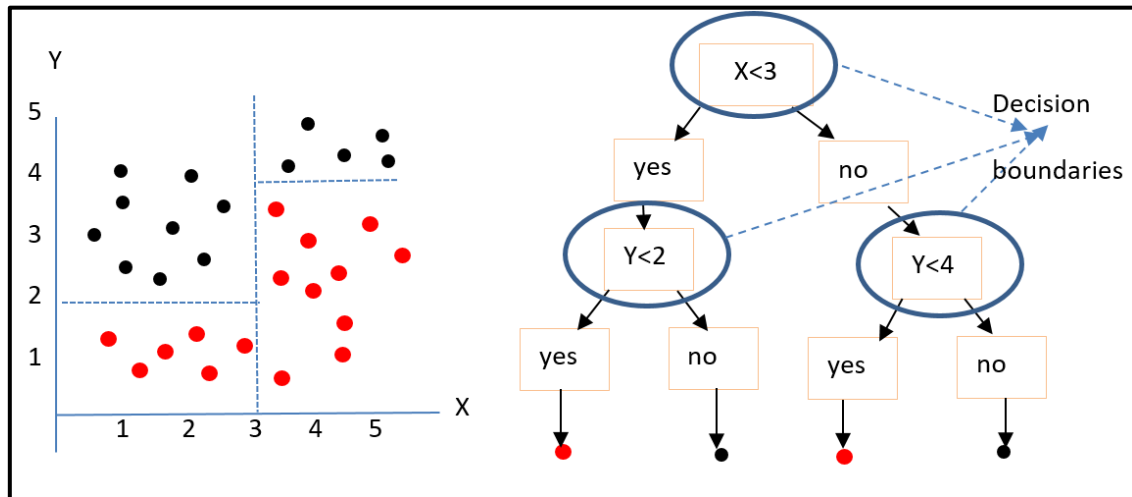 Y
5
4
3
2
1
1 2 3 4 5
X
X<3
Decision
boundaries
yes
no
Y<2
Y<4
yes
no
yes
no